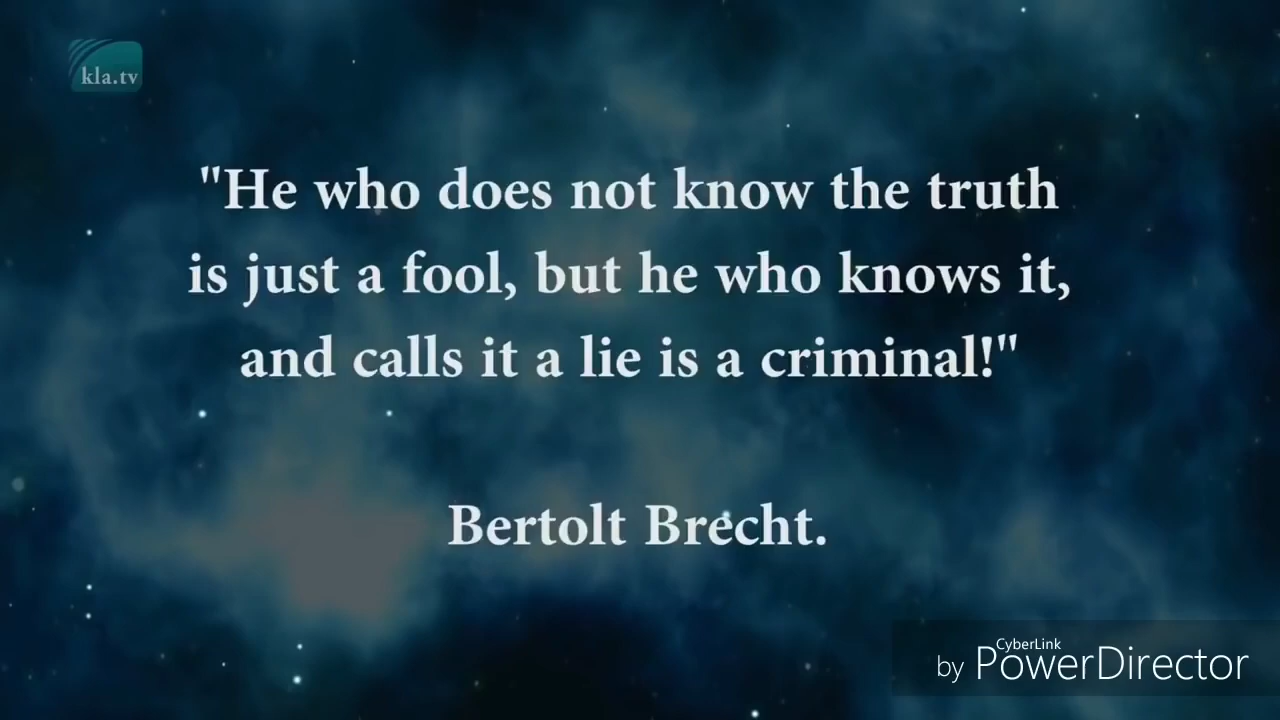 kla.tv
"He who does not know the truth
is just a fool, but he who knows it,
and calls it a lie is a criminal!"
Bertolt Brecht.
CyberLink
by PowerDirector